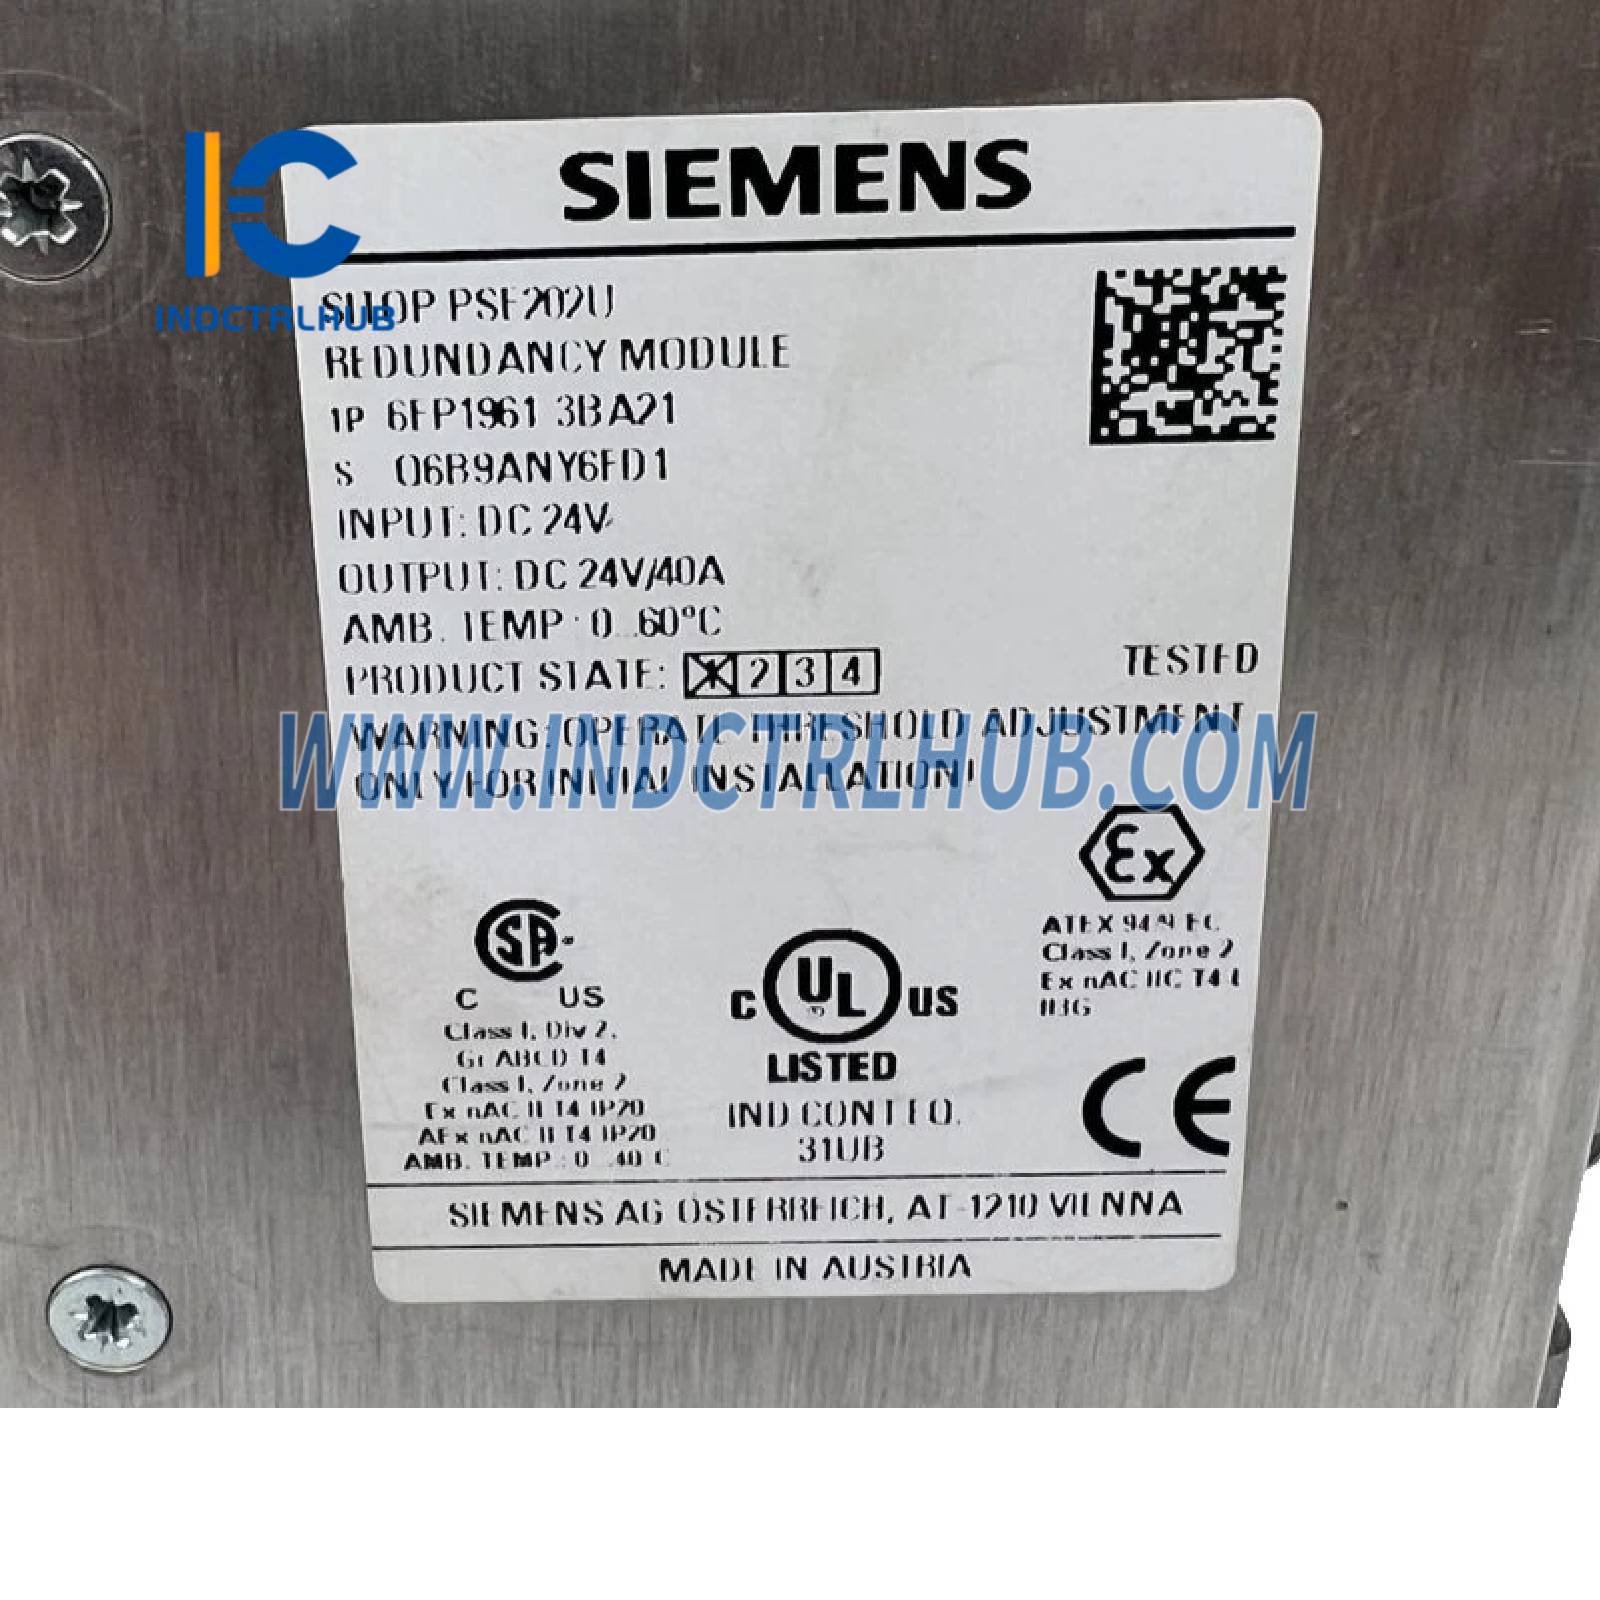 SIEMENS
INDCTRLHUB
SITOP PSE202U
REDUNDANCY MODULE
1P 6EP1961 3BA21
S Q6B9ANY6FD1
INPUT: DC 24V
OUTPUT: DC 24V/40A
AMB. TEMP: 0...60°C
PRODUCT STATE: 1 2 3 4
TESTED
WARNING: OPERATE THRESHOLD ADJUSTMENT
ONLY FOR INITIAL INSTALLATION!
WWW.INDCTRLHUB.COM
Ex
ATEX 94/9 EC
Class I, Zone 2
Ex nAC IIC T4
II3G
SA
C US
Class I, Div 2,
Gr ABCD T4
Class I, Zone 2
Ex nAC II T4 IP20
AEx nAC II T4 IP20
AMB. TEMP.: 0...40 C
C UL US
LISTED
IND CONT EQ.
31UB
CE
SIEMENS AG ÖSTERREICH, AT-1210 VIENNA
MADE IN AUSTRIA